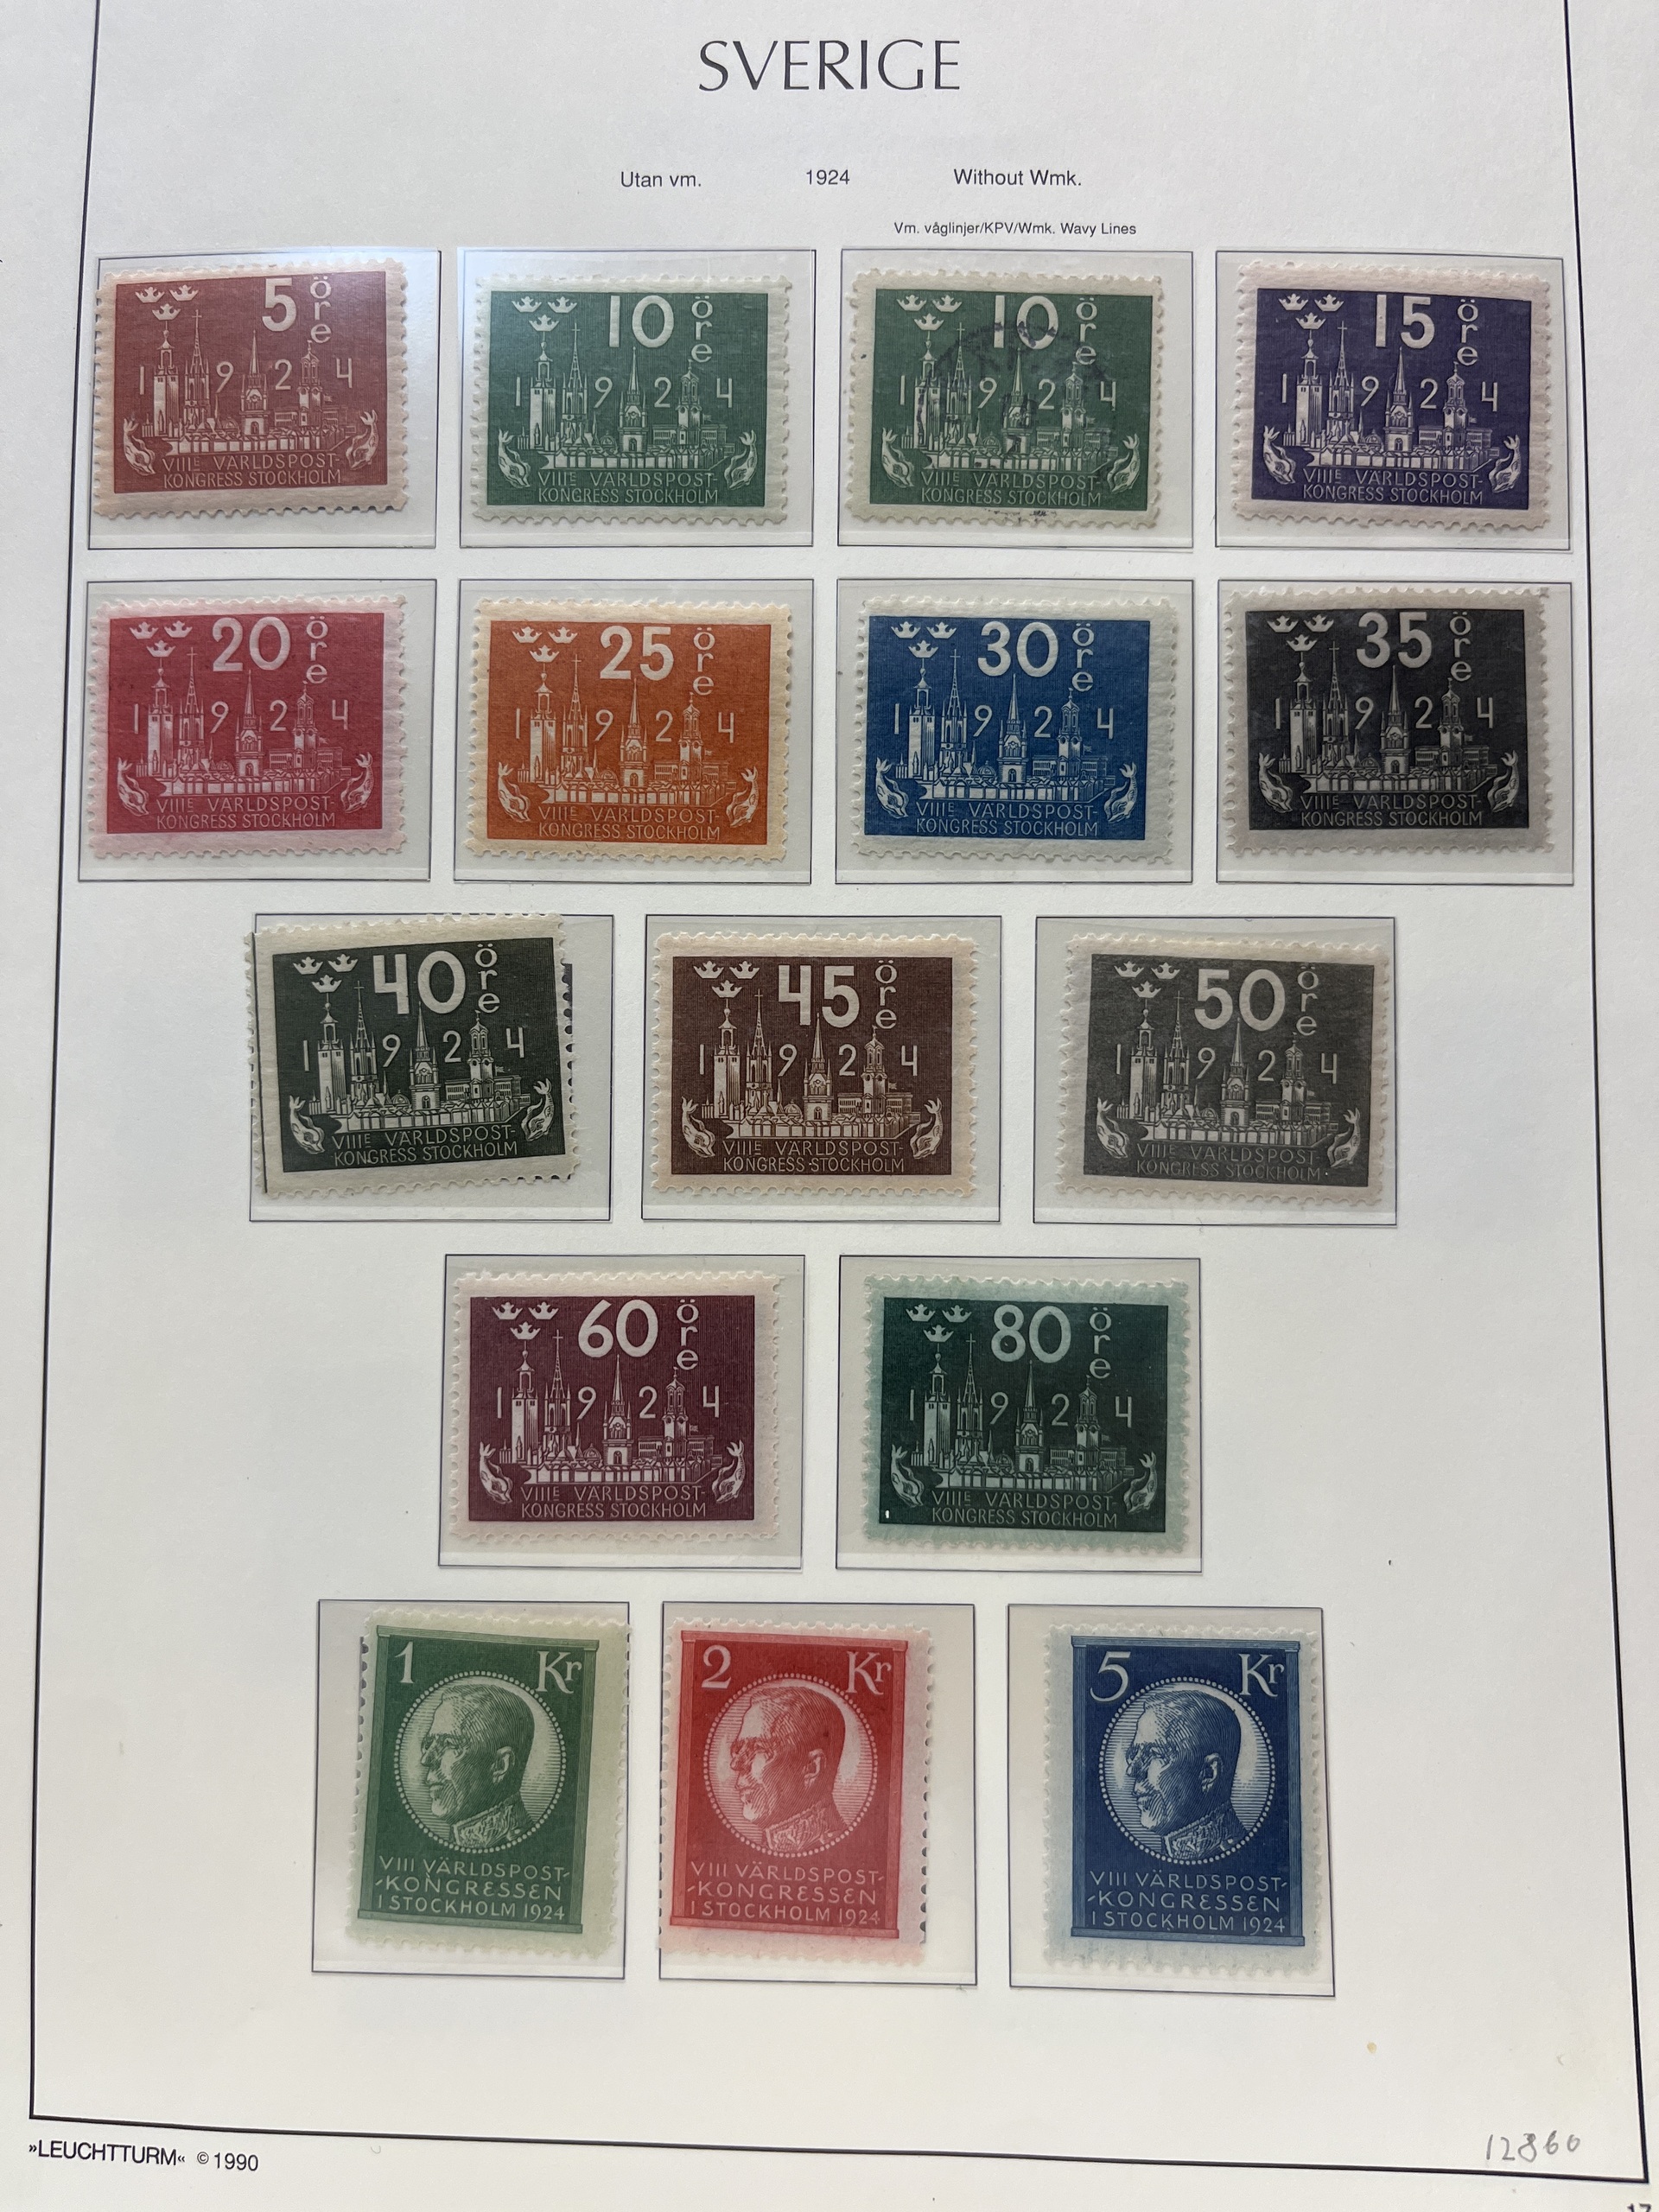 SVERIGE
Utan vm. 1924 Without Wmk.
Vm. våglinjer/KPV/Wmk. Wavy Lines
5 öre
1924
VIIIE VÄRLDSPOST-
KONGRESS STOCKHOLM
10 öre
1924
VIIIE VÄRLDSPOST-
KONGRESS STOCKHOLM
10 öre
1924
VIIIE VÄRLDSPOST-
KONGRESS STOCKHOLM
15 öre
1924
VIIIE VÄRLDSPOST-
KONGRESS STOCKHOLM
20 öre
1924
VIIIE VÄRLDSPOST-
KONGRESS STOCKHOLM
25 öre
1924
VIIIE VÄRLDSPOST-
KONGRESS STOCKHOLM
30 öre
1924
VIIIE VÄRLDSPOST-
KONGRESS STOCKHOLM
35 öre
1924
VIIIE VÄRLDSPOST-
KONGRESS STOCKHOLM
40 öre
1924
VIIIE VÄRLDSPOST-
KONGRESS STOCKHOLM
45 öre
1924
VIIIE VÄRLDSPOST-
KONGRESS STOCKHOLM
50 öre
1924
VIIIE VÄRLDSPOST-
KONGRESS STOCKHOLM
60 öre
1924
VIIIE VÄRLDSPOST-
KONGRESS STOCKHOLM
80 öre
1924
VIIIE VÄRLDSPOST-
KONGRESS STOCKHOLM
1 Kr
VIII VÄRLDSPOST-
-KONGRESSEN
I STOCKHOLM 1924
2 Kr
VIII VÄRLDSPOST-
-KONGRESSEN
I STOCKHOLM 1924
5 Kr
VIII VÄRLDSPOST-
-KONGRESSEN
I STOCKHOLM 1924
12860
»LEUCHTTURM« © 1990